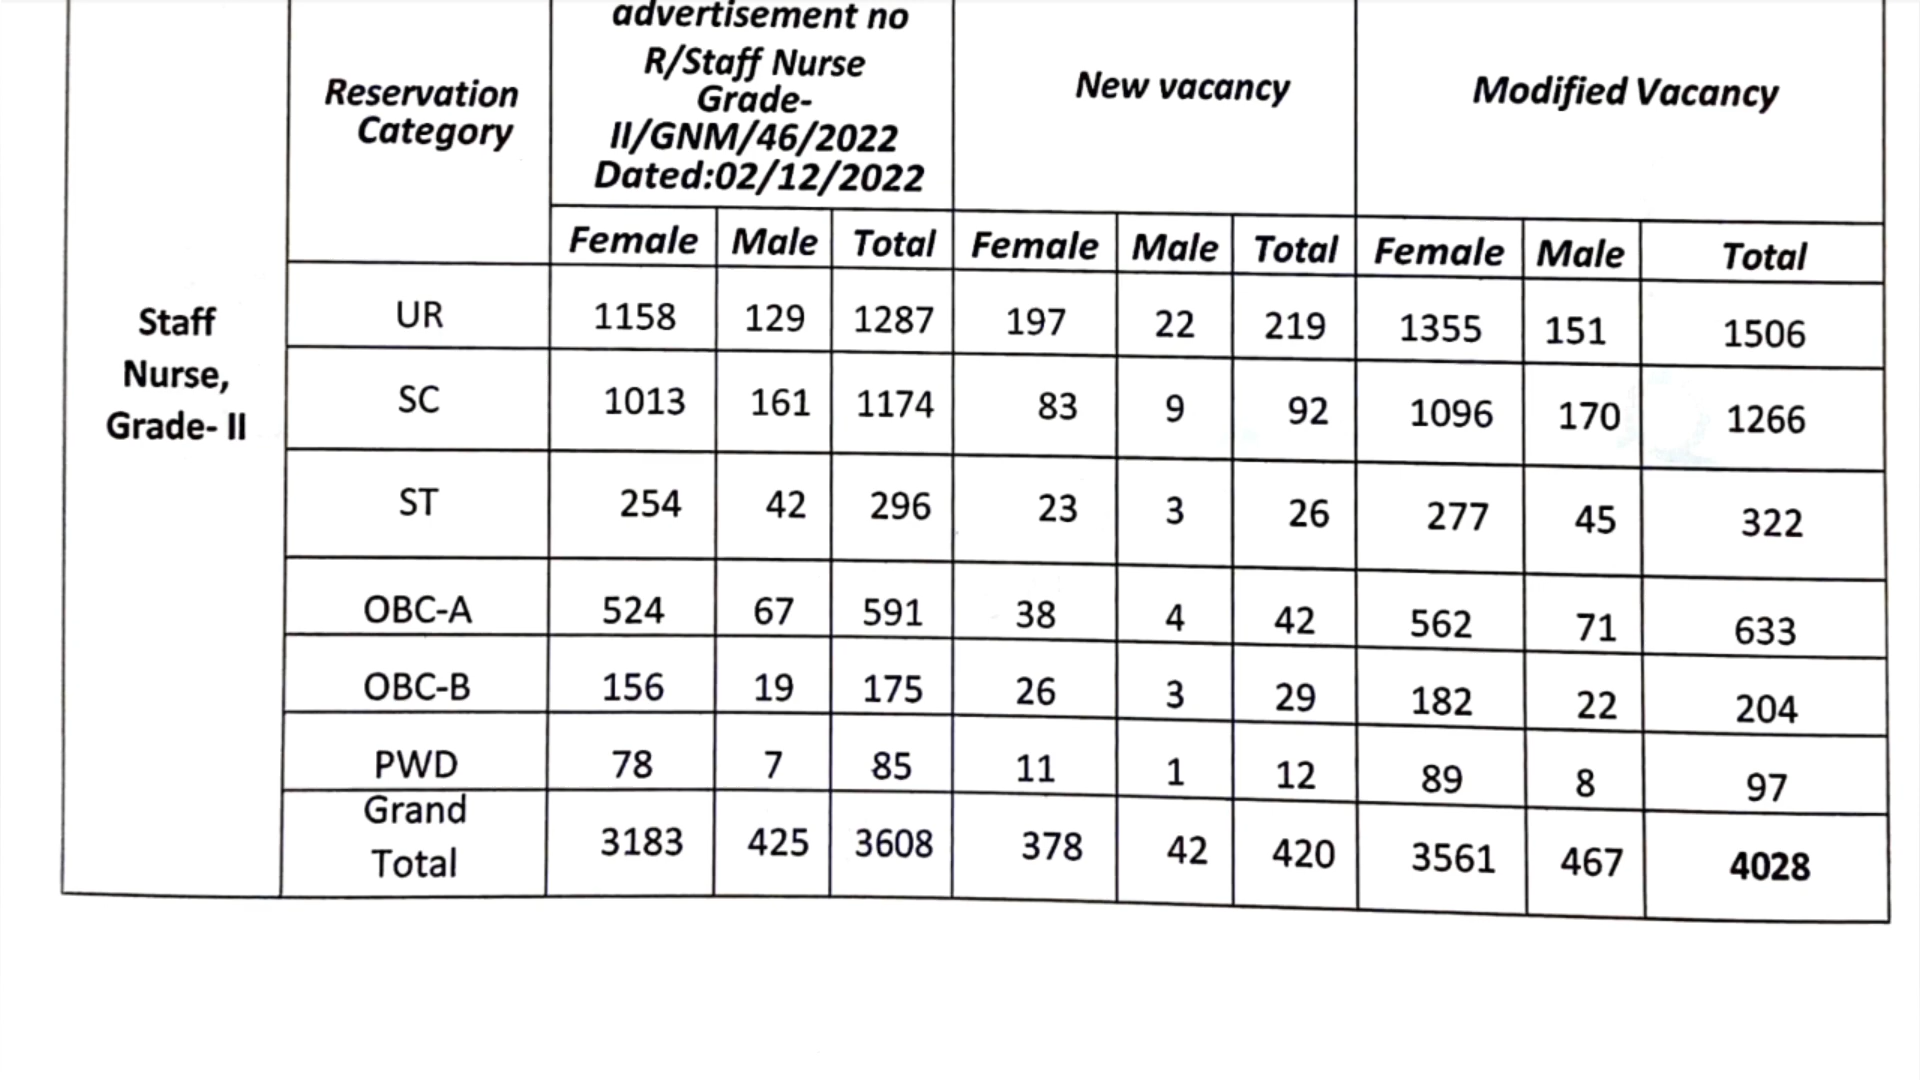 advertisement no
R/Staff Nurse
Grade-
II/GNM/46/2022
Dated:02/12/2022
Reservation
Category
New vacancy
Modified Vacancy
Female Male Total Female Male Total Female Male Total
Staff
Nurse,
Grade- II
UR 1158 129 1287 197 22 219 1355 151 1506
SC 1013 161 1174 83 9 92 1096 170 1266
ST 254 42 296 23 3 26 277 45 322
OBC-A 524 67 591 38 4 42 562 71 633
OBC-B 156 19 175 26 3 29 182 22 204
PWD 78 7 85 11 1 12 89 8 97
Grand
Total 3183 425 3608 378 42 420 3561 467 4028